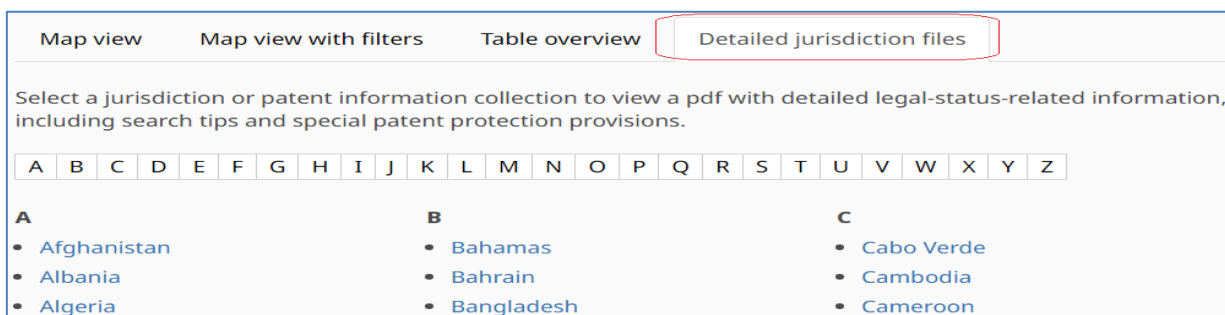 Map view Map view with filters Table overview Detailed jurisdiction files
Select a jurisdiction or patent information collection to view a pdf with detailed legal-status-related information,
including search tips and special patent protection provisions.
A B C D E F G H I J K L M N O P Q R S T U V W X Y Z
A B C
• Afghanistan • Bahamas • Cabo Verde
• Albania • Bahrain • Cambodia
• Algeria • Bangladesh • Cameroon